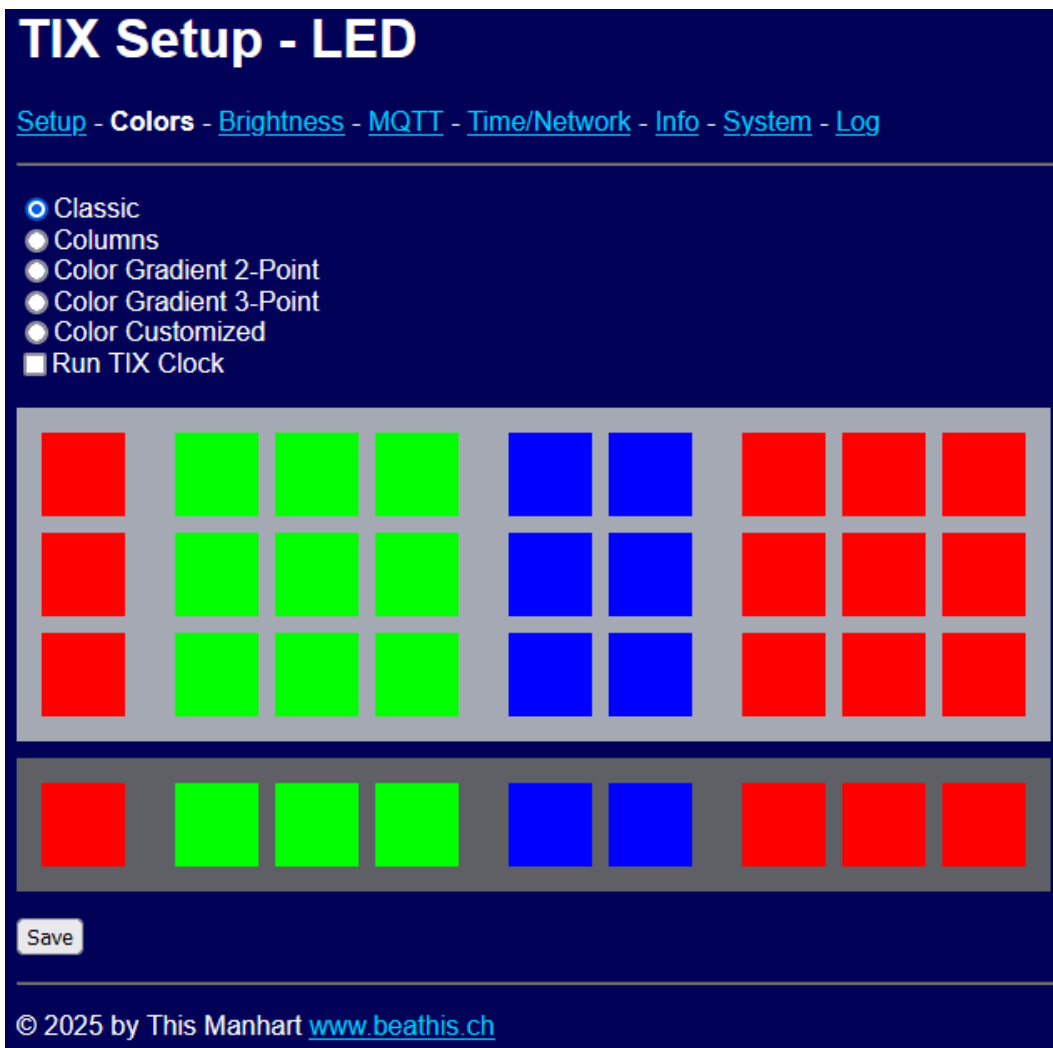 TIX Setup - LED
Setup - Colors - Brightness - MQTT - Time/Network - Info - System - Log
Classic
Columns
Color Gradient 2-Point
Color Gradient 3-Point
Color Customized
Run TIX Clock
Save
© 2025 by This Manhart www.beathis.ch